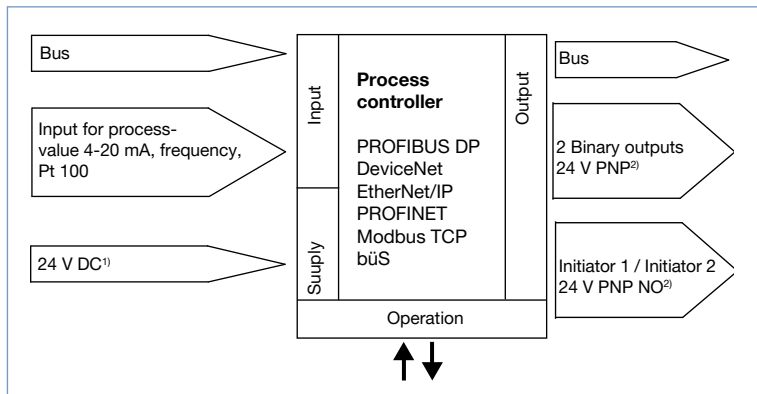 Bus
Input for process-
value 4-20 mA, frequency,
Pt 100
24 V DC1)
Input
Suuply
Process
controller
PROFIBUS DP
DeviceNet
EtherNet/IP
PROFINET
Modbus TCP
büS
Output
Operation
Bus
2 Binary outputs
24 V PNP2)
Initiator 1 / Initiator 2
24 V PNP NO2)